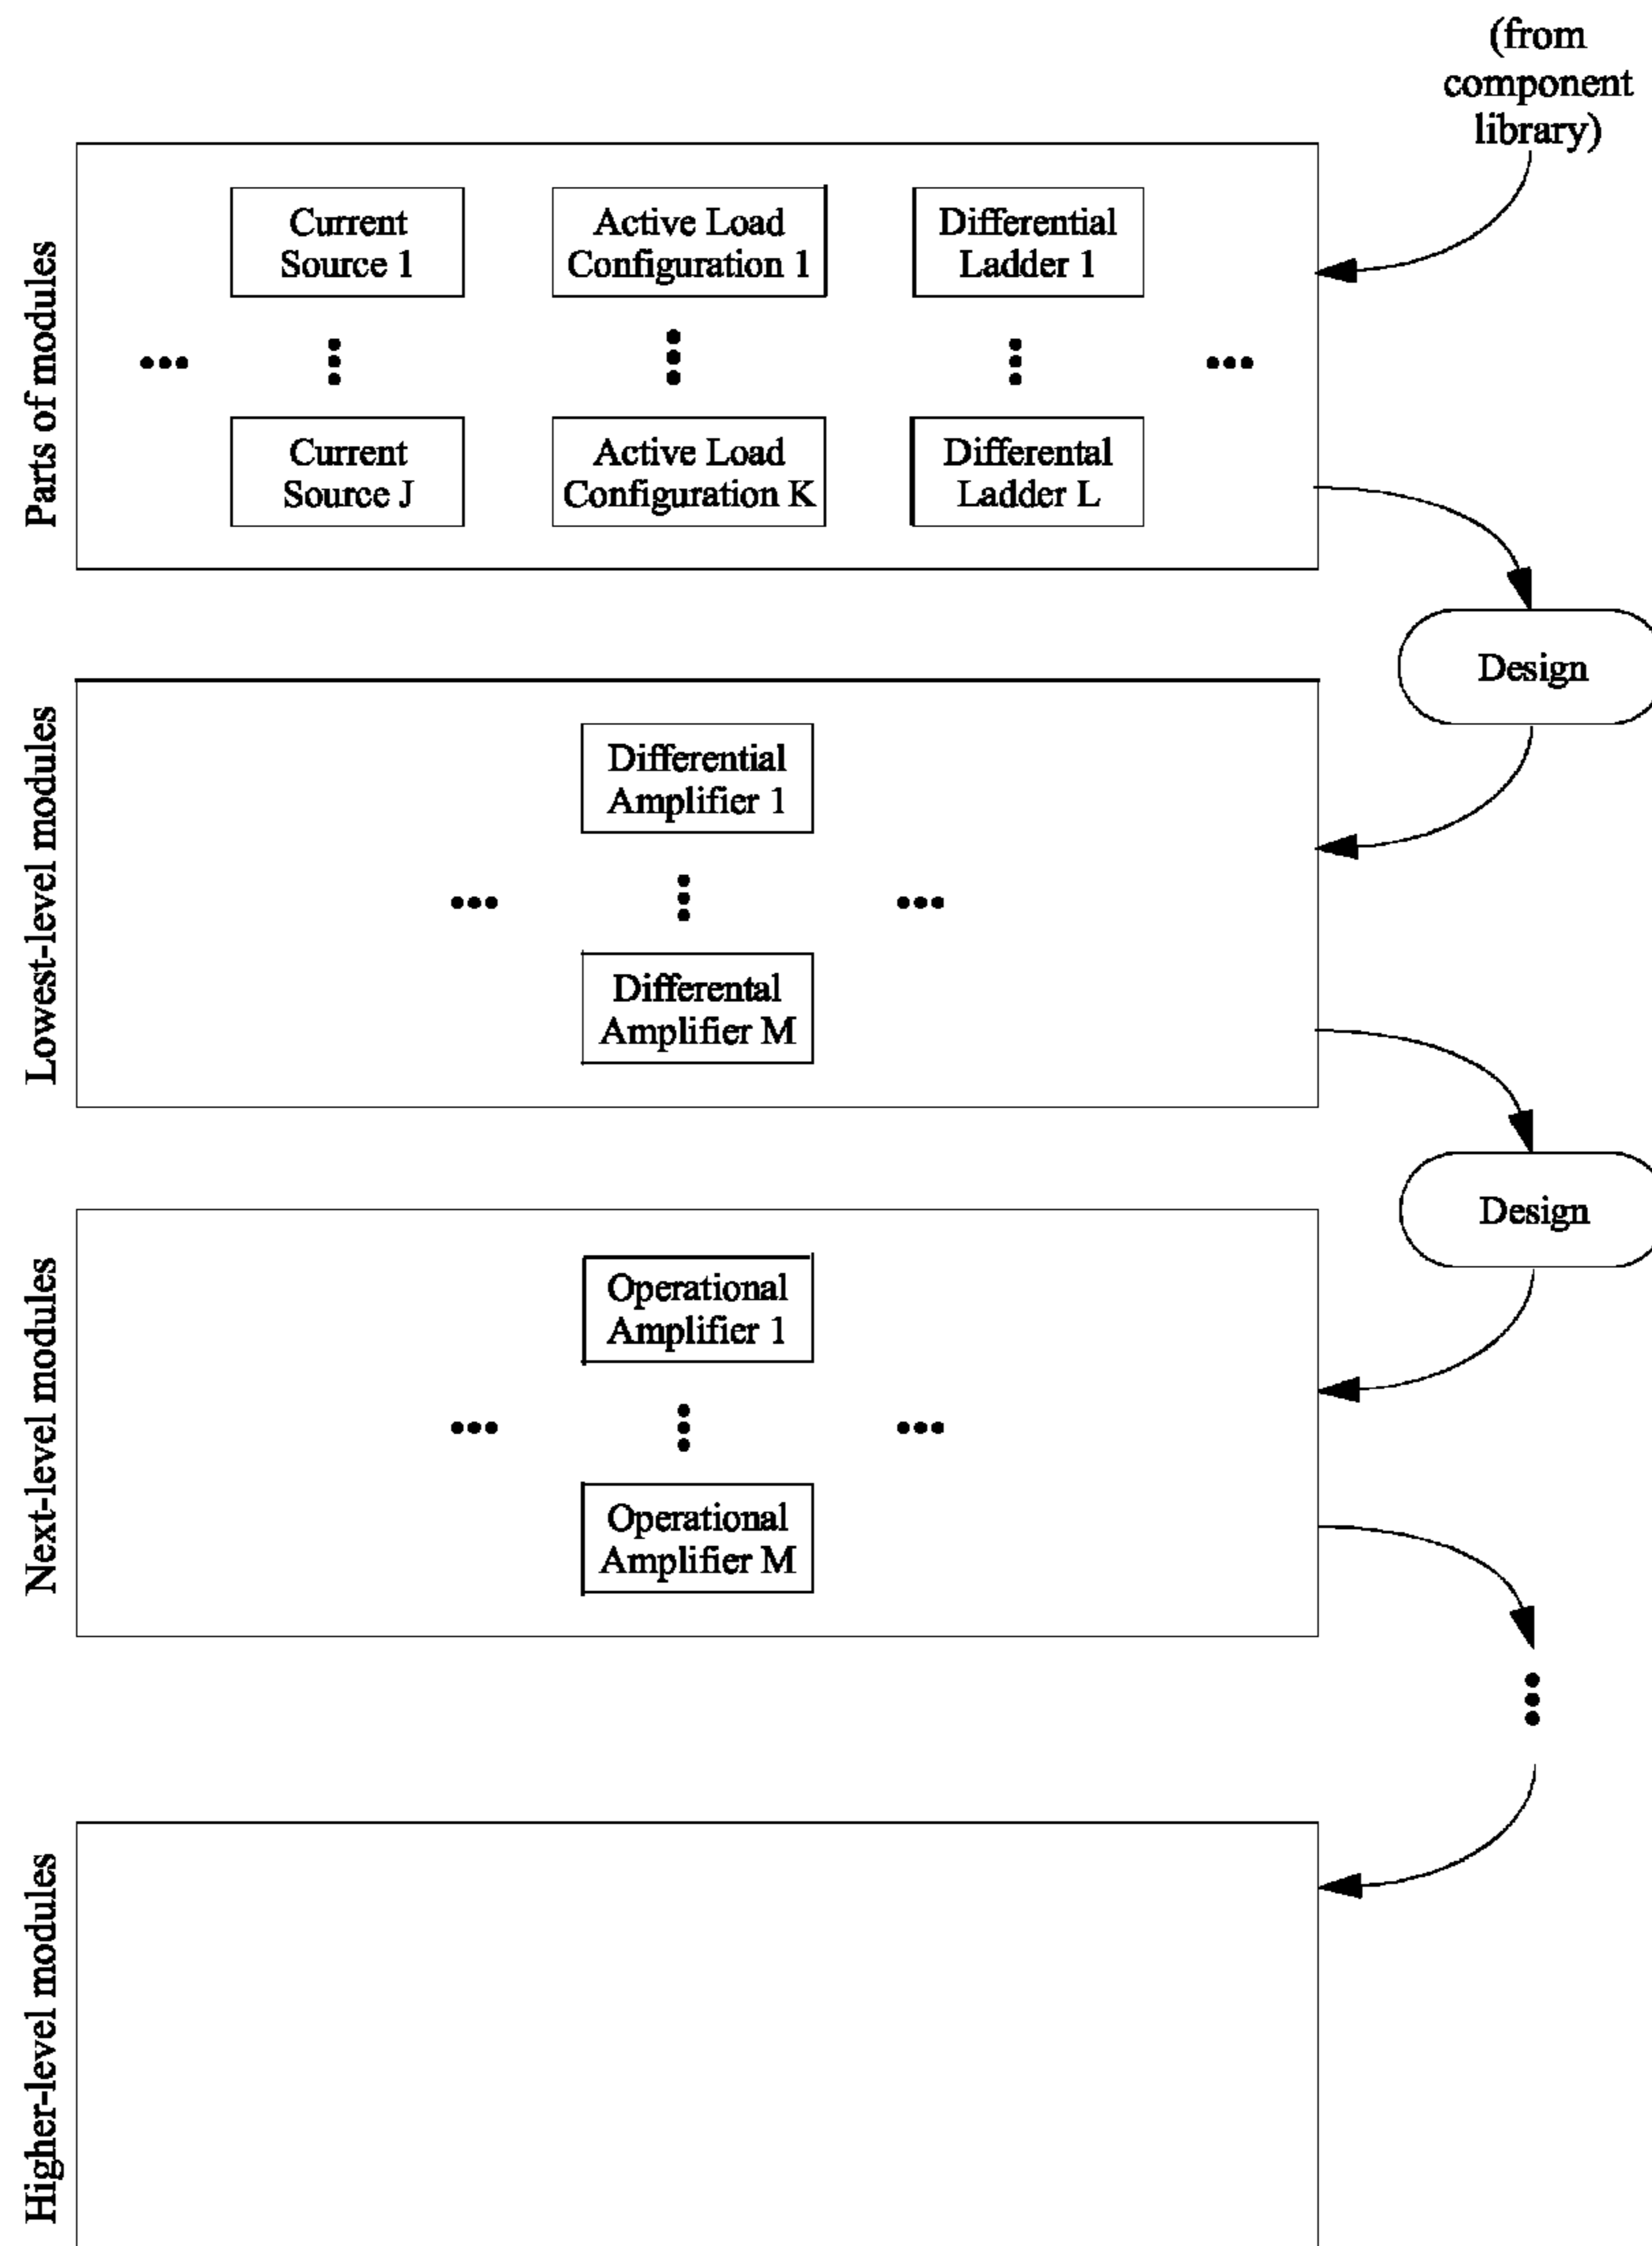 (from
component
library)
Parts of modules
Current
Source 1
Active Load
Configuration 1
Differential
Ladder 1
Current
Source J
Active Load
Configuration K
Differental
Ladder L
Design
Lowest-level modules
Differential
Amplifier 1
Differental
Amplifier M
Design
Next-level modules
Operational
Amplifier 1
Operational
Amplifier M
Higher-level modules